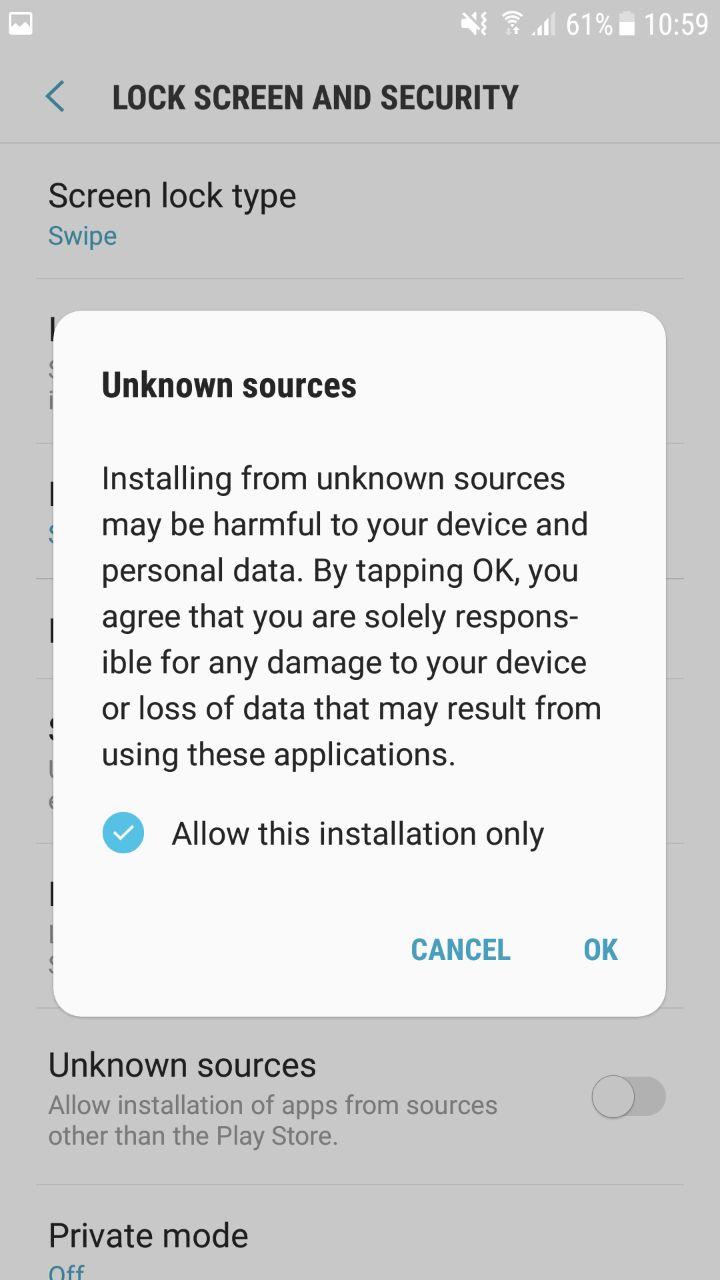 61% 10:59
LOCK SCREEN AND SECURITY
Screen lock type
Swipe
Unknown sources
Installing from unknown sources
may be harmful to your device and
personal data. By tapping OK, you
agree that you are solely respons-
ible for any damage to your device
or loss of data that may result from
using these applications.
Allow this installation only
CANCEL OK
Unknown sources
Allow installation of apps from sources
other than the Play Store.
Private mode
Off